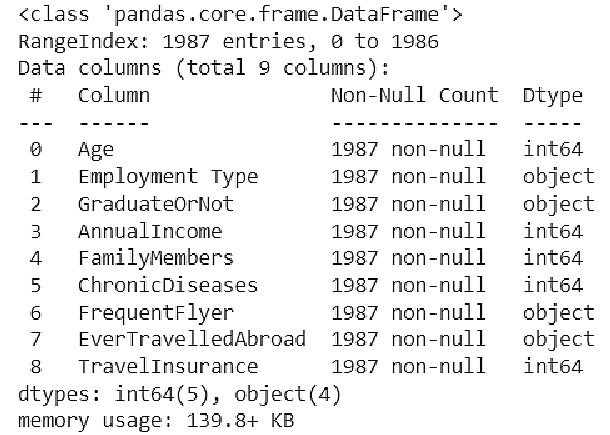 <class 'pandas.core.frame.DataFrame'>
RangeIndex: 1987 entries, 0 to 1986
Data columns (total 9 columns):
 #   Column               Non-Null Count  Dtype
---  ------               --------------  -----
 0   Age                  1987 non-null   int64
 1   Employment Type      1987 non-null   object
 2   GraduateOrNot        1987 non-null   object
 3   AnnualIncome         1987 non-null   int64
 4   FamilyMembers        1987 non-null   int64
 5   ChronicDiseases      1987 non-null   int64
 6   FrequentFlyer        1987 non-null   object
 7   EverTravelledAbroad  1987 non-null   object
 8   TravelInsurance      1987 non-null   int64
dtypes: int64(5), object(4)
memory usage: 139.8+ KB